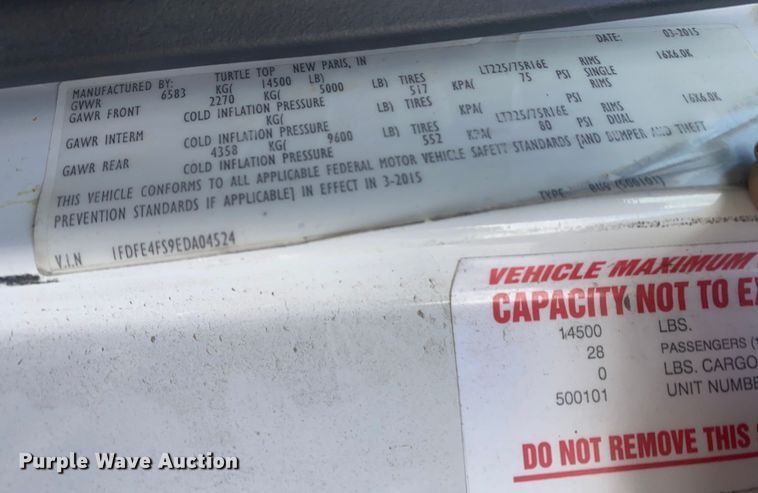 MANUFACTURED BY: TURTLE TOP NEW PARIS, IN DATE: 03-2015
GVWR 6583 KG( 14500 LB)
GAWR FRONT 2270 KG( 5000 LB) TIRES LT225/75R16E RIMS 16X6.0K
COLD INFLATION PRESSURE 517 KPA( 75 PSI SINGLE
GAWR INTERM KG( LB) TIRES RIMS
COLD INFLATION PRESSURE KPA( PSI
GAWR REAR 4358 KG( 9600 LB) TIRES LT225/75R16E RIMS 16X6.0K
COLD INFLATION PRESSURE 552 KPA( 80 PSI DUAL
THIS VEHICLE CONFORMS TO ALL APPLICABLE FEDERAL MOTOR VEHICLE SAFETY STANDARDS [AND BUMPER AND THEFT
PREVENTION STANDARDS IF APPLICABLE] IN EFFECT IN 3-2015
V.I.N 1FDFE4FS9EDA04524 TYPE BUS (500101)
VEHICLE MAXIMUM
CAPACITY NOT TO EX
14500 LBS.
28 PASSENGERS (
0 LBS. CARGO
500101 UNIT NUMBE
DO NOT REMOVE THIS
Purple Wave Auction